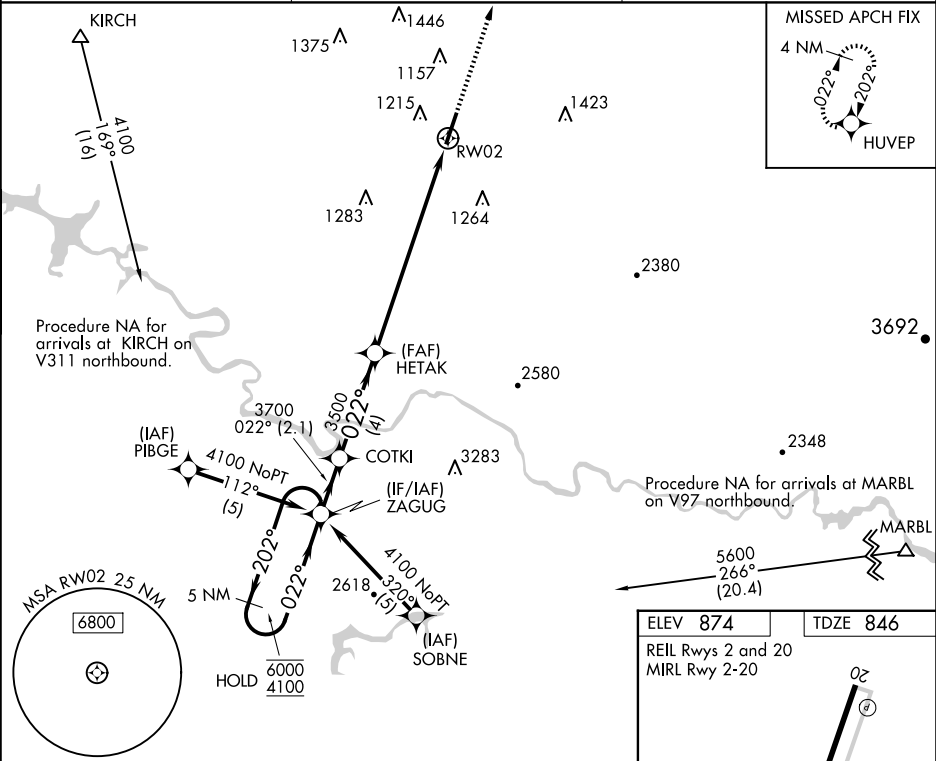 KIRCH
1446
1375
1157
1215
1423
MISSED APCH FIX
4 NM
022°
202°
HUVEP
4100
169°
(16)
RW02
1283
1264
2380
Procedure NA for
arrivals at KIRCH on
V311 northbound.
3692
(FAF)
HETAK
2580
3700
022° (2.1)
3500
022°
(4)
(IAF)
PIBGE
4100 NoPT
112°
(5)
COTKI
3283
2348
(IF/IAF)
ZAGUG
Procedure NA for arrivals at MARBL
on V97 northbound.
MARBL
5600
266°
(20.4)
202°
022°
5 NM
4100 NoPT
320°
(5)
2618
(IAF)
SOBNE
HOLD
6000
4100
MSA RW02 25 NM
6800
ELEV 874
TDZE 846
REIL Rwys 2 and 20
MIRL Rwy 2-20
20
P